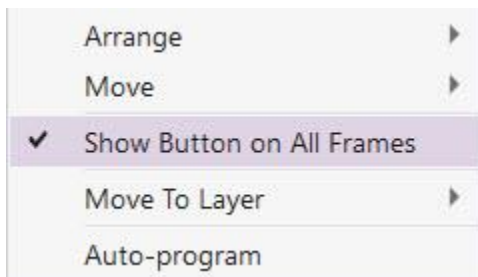 Arrange
Move
Show Button on All Frames
Move To Layer
Auto-program